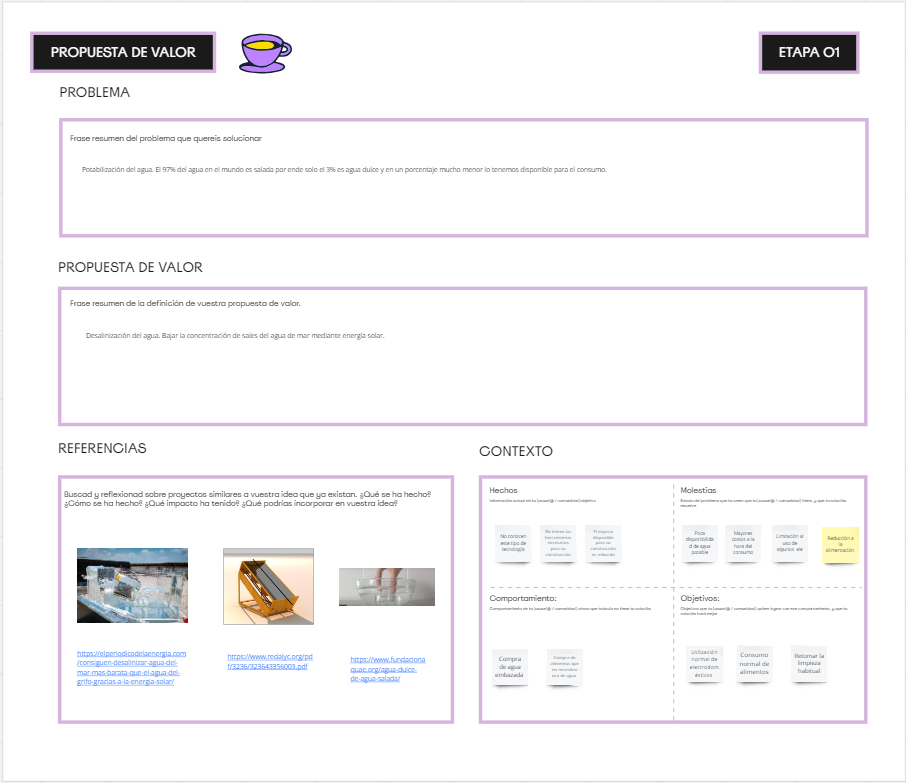 PROPUESTA DE VALOR
ETAPA 01
PROBLEMA
Frase resumen del problema que quereis solucionar
Potabilización del agua. El 97% del agua en el mundo es salada por ende solo el 3% es agua dulce y en un porcentaje mucho menor lo tenemos disponible para el consumo.
PROPUESTA DE VALOR
Frase resumen de la definición de vuestra propuesto de valor.
Desalinización del agua. Bajar la concentración de sales del agua de mar mediante energía solar.
REFERENCIAS
Buscad y reflexionad sobre proyectos similares a vuestra idea que ya existan. ¿Qué se ha hecho?
¿Cómo se ha hecho? ¿Qué impacto ha tenido? ¿Qué podrías incorporar en vuestra idea?
https://elperiodicodelaenergia.com
/consiguen-desalinizar-agua-del-
mar-mas-barata-que-el-agua-del-
grifo-gracias-a-la-energia-solar/
https://www.redalyc.org/pd
f/3236/323643356003.pdf
https://www.fundaciona
quae.org/agua-dulce-
de-agua-salada/
CONTEXTO
Hechos
No conocen
este tipo de
tecnología
No tienen las
herramientas
necesarias
para su
construcción
El espacio
disponible
para su
construcción
es reducido
Molestias
Poca
disponibilida
d de agua
potable
Mayores
costos a la
hora del
consumo
Limitación al
uso de
algunos ele
Reducción a
la
alimentación
Comportamiento:
Compra
de agua
embazada
Compra de
alimentos que
no necesiten
uso de agua
Objetivos:
Utilización
normal de
electrodom
ésticos
Consumo
normal de
alimentos
Retomar la
limpieza
habitual